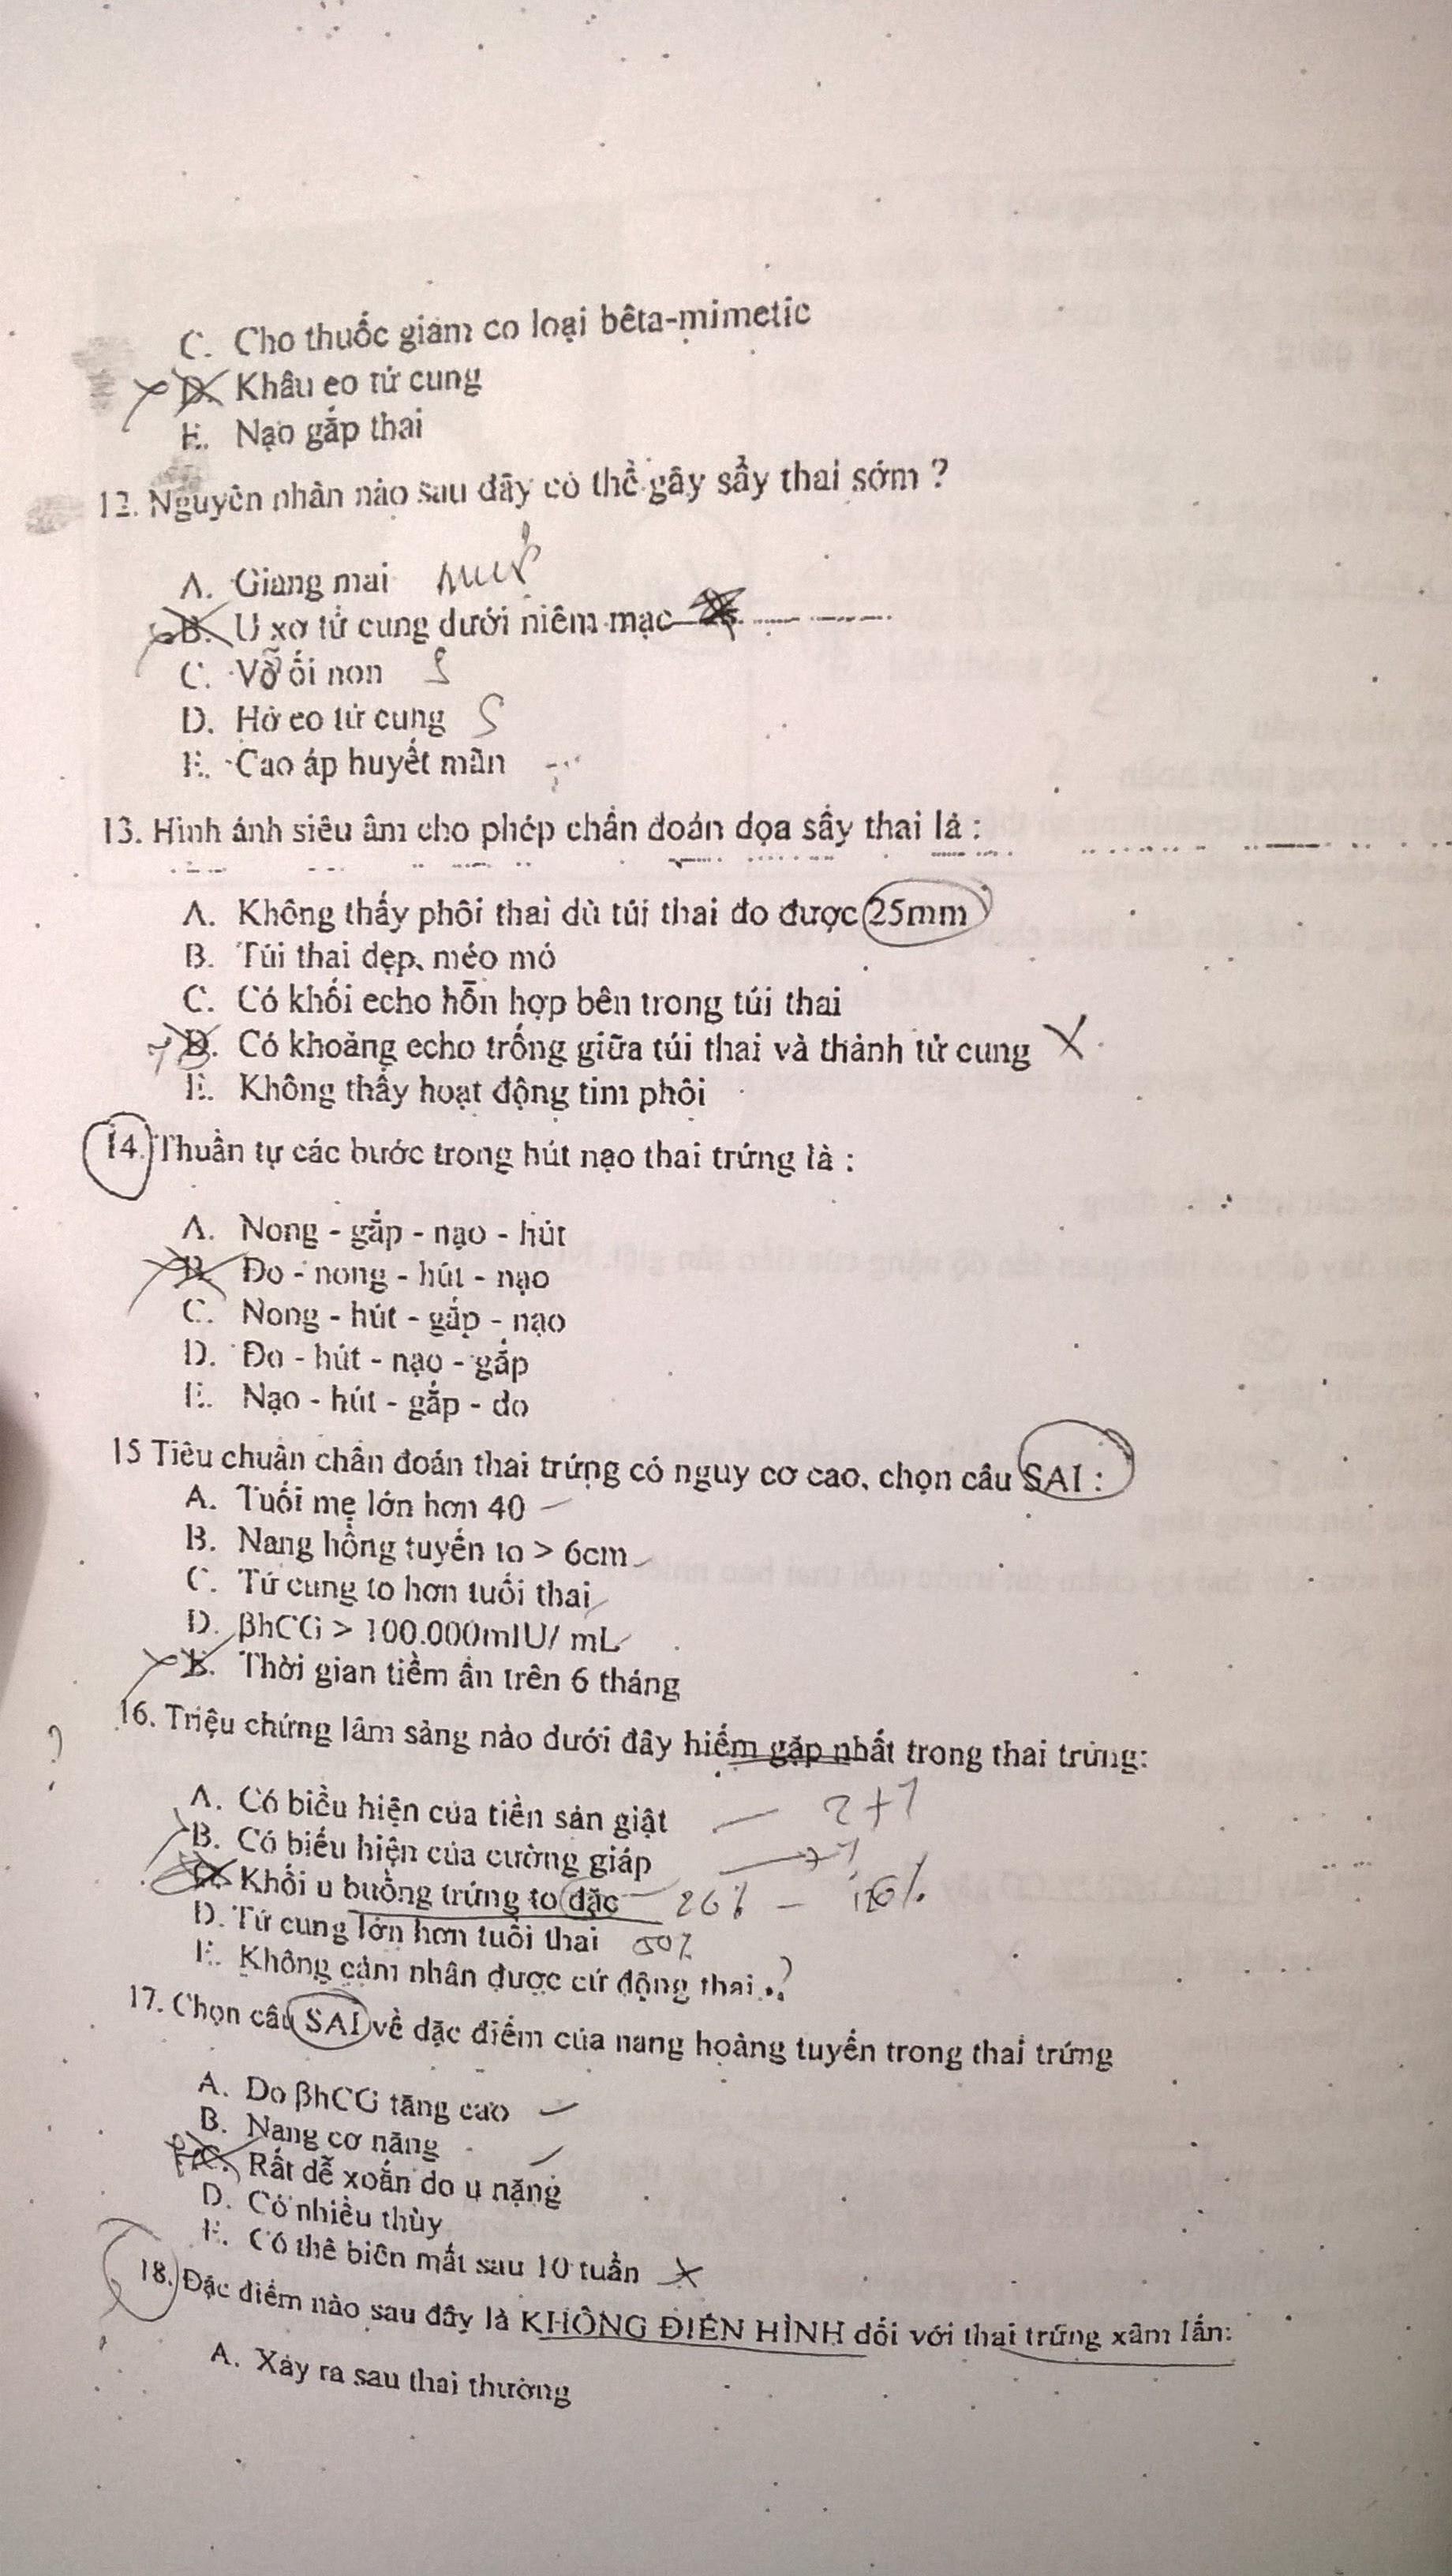 C. Cho thuốc giảm co loại bêta-mimetic
D. Khâu eo tử cung
E. Nạo gắp thai
12. Nguyên nhân nào sau đây có thể gây sẩy thai sớm ?
A. Giang mai
B. U xơ tử cung dưới niêm mạc
C. Vỡ ối non S
D. Hở eo tử cung S
E. Cao áp huyết mãn
13. Hình ảnh siêu âm cho phép chẩn đoán dọa sẩy thai là :
A. Không thấy phôi thai dù túi thai đo được 25mm
B. Túi thai dẹp, méo mó
C. Có khối echo hỗn hợp bên trong túi thai
D. Có khoảng echo trống giữa túi thai và thành tử cung X
E. Không thấy hoạt động tim phôi
14. Thuần tự các bước trong hút nạo thai trứng là :
A. Nong - gắp - nạo - hút
B. Đo - nong - hút - nạo
C. Nong - hút - gắp - nạo
D. Đo - hút - nạo - gắp
E. Nạo - hút - gắp - đo
15 Tiêu chuẩn chẩn đoán thai trứng có nguy cơ cao, chọn câu SAI :
A. Tuổi mẹ lớn hơn 40
B. Nang hồng tuyến to > 6cm
C. Tử cung to hơn tuổi thai
D. βhCG > 100.000mIU/ mL
E. Thời gian tiềm ẩn trên 6 tháng
? 16. Triệu chứng lâm sàng nào dưới đây hiếm gặp nhất trong thai trứng:
A. Có biểu hiện của tiền sản giật
B. Có biểu hiện của cường giáp
C. Khối u buồng trứng to đặc
D. Tử cung lớn hơn tuổi thai 50%
E. Không cảm nhận được cử động thai ?
17. Chọn câu SAI về đặc điểm của nang hoàng tuyến trong thai trứng
A. Do βhCG tăng cao
B. Nang cơ năng
C. Rất dễ xoắn do u nặng
D. Có nhiều thùy
E. Có thể biến mất sau 10 tuần
18. Đặc điểm nào sau đây là KHÔNG ĐIỂN HÌNH đối với thai trứng xâm lấn:
A. Xảy ra sau thai thường